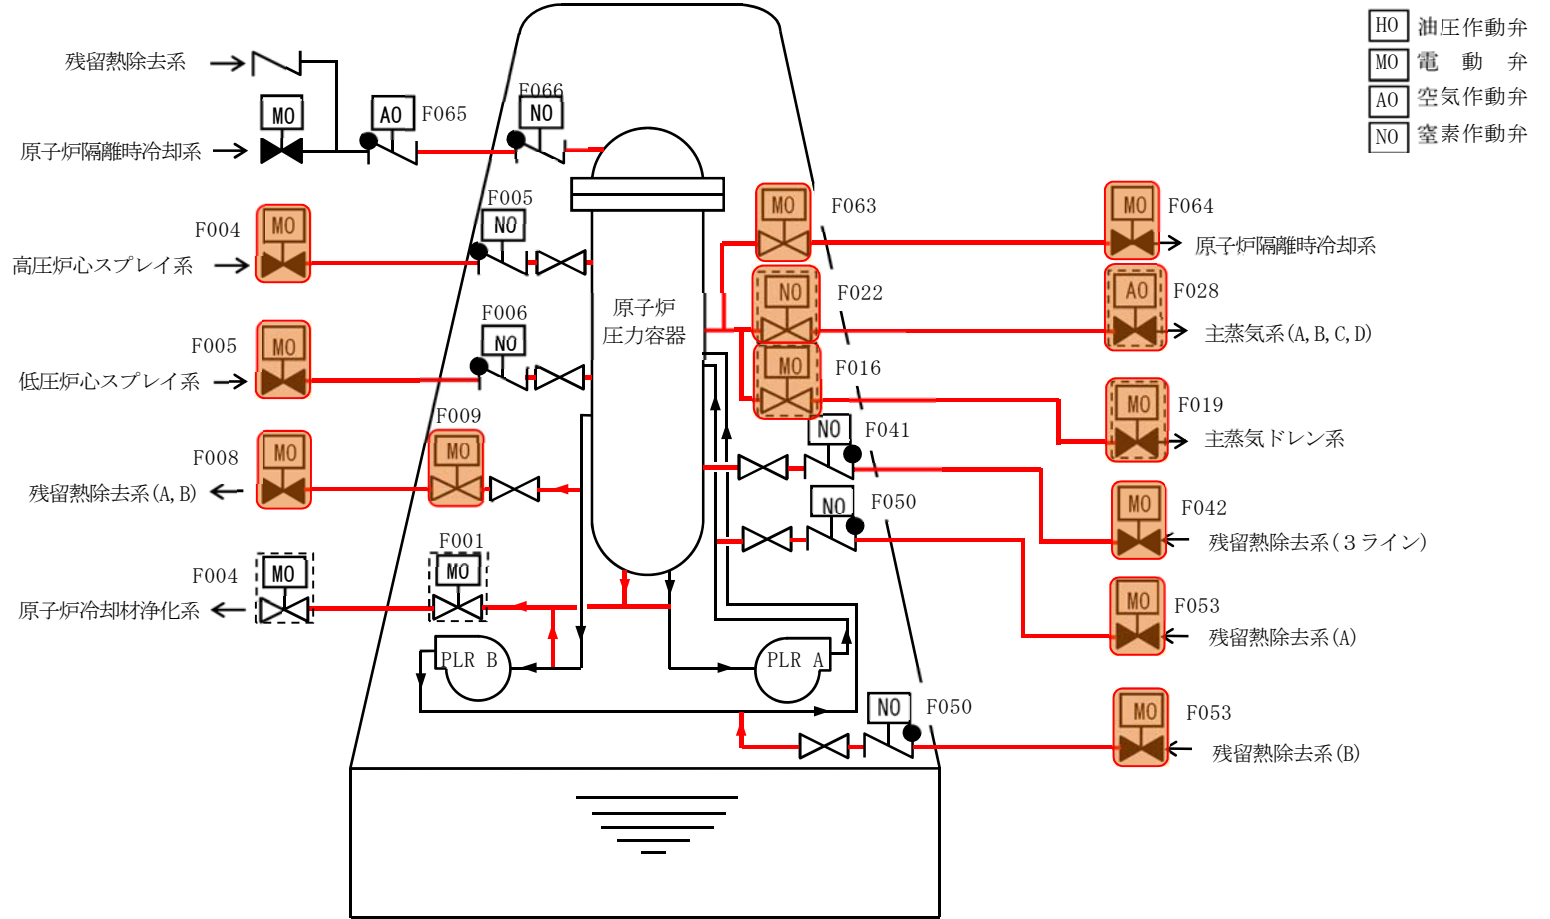 HO 油圧作動弁
MO 電動弁
AO 空気作動弁
NO 窒素作動弁
残留熱除去系
F066
MO
AO
F065
NO
原子炉隔離時冷却系
F005
F004
MO
NO
高圧炉心スプレイ系
F006
F005
MO
NO
低圧炉心スプレイ系
F009
F008
MO
MO
残留熱除去系(A,B)
F001
F004
MO
MO
原子炉冷却材浄化系
原子炉
圧力容器
PLR B
PLR A
MO
F063
MO
F064
原子炉隔離時冷却系
NO
F022
AO
F028
主蒸気系(A,B,C,D)
MO
F016
MO
F019
主蒸気ドレン系
NO
F041
MO
F042
残留熱除去系(３ライン)
NO
F050
MO
F053
残留熱除去系(A)
NO
F050
MO
F053
残留熱除去系(B)